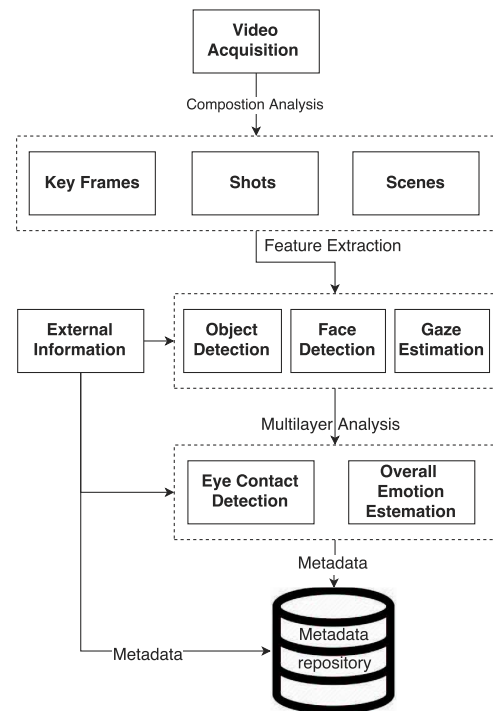 Video
Acquisition
Compostion Analysis
Key Frames
Shots
Scenes
Feature Extraction
External
Information
Object
Detection
Face
Detection
Gaze
Estimation
Multilayer Analysis
Eye Contact
Detection
Overall
Emotion
Estemation
Metadata
Metadata
repository
Metadata